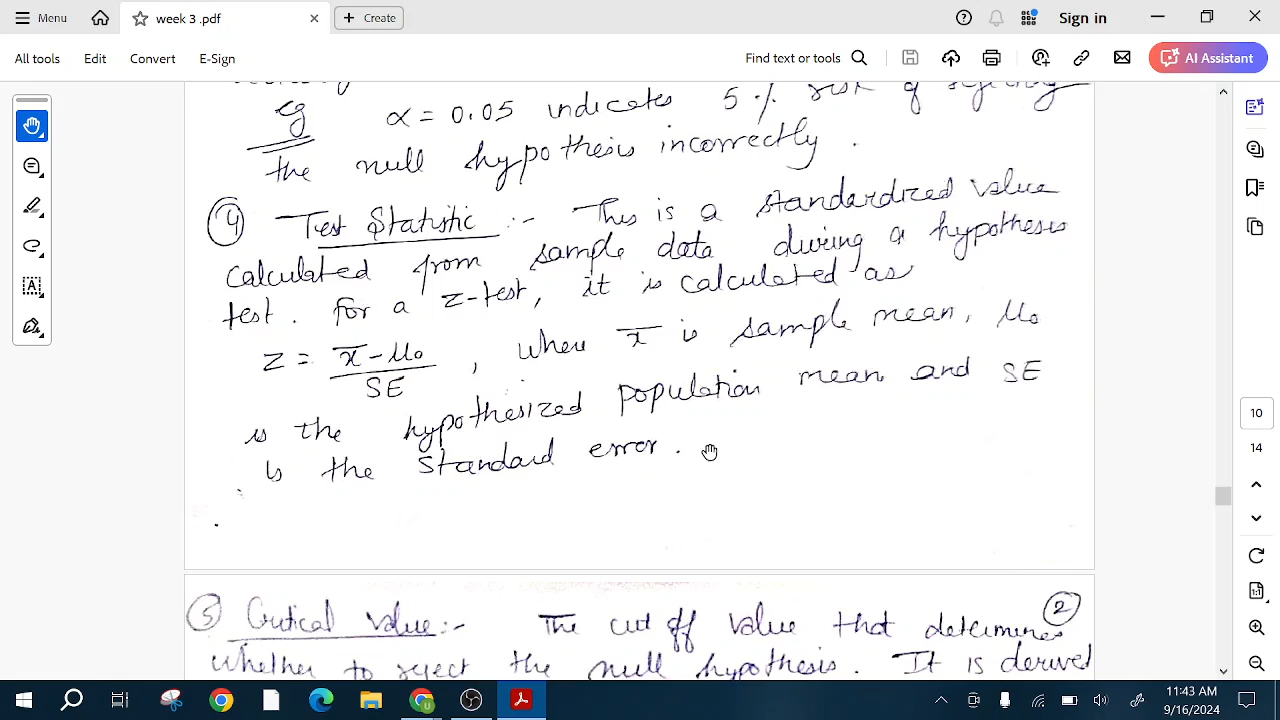 Menu
week 3 .pdf
Create
Sign in
All tools
Edit
Convert
E-Sign
Find text or tools
AI Assistant
eg α = 0.05 indicates 5 % risk of rejecting
the null hypothesis incorrectly .
④ Test Statistic :- This is a standardized value
calculated from sample data during a hypothesis
test. For a z-test, it is calculated as
z = x̄ - μ₀ / SE , where x̄ is sample mean, μ₀
is the hypothesized population mean and SE
is the standard error .
10
14
②
⑤ Critical value :- The cut off value that determines
whether to reject the null hypothesis. It is derived
11:43 AM
9/16/2024